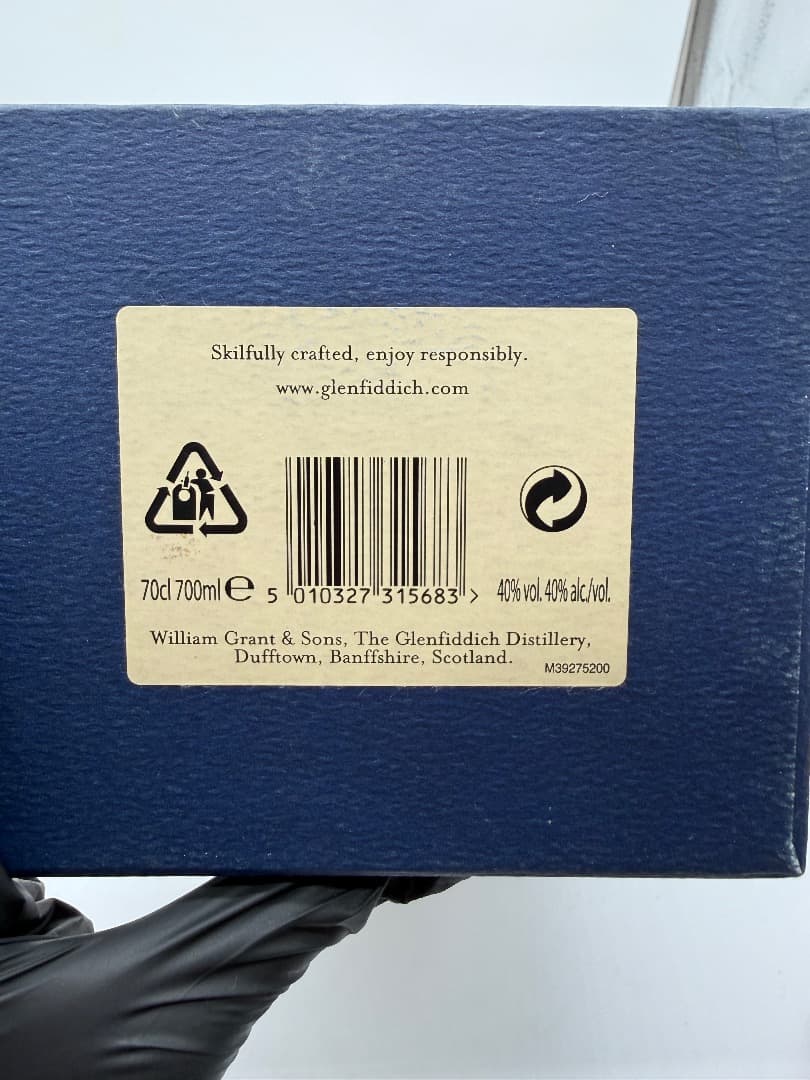 Skilfully crafted, enjoy responsibly.
www.glenfiddich.com
70cl 700ml e 5 010327 315683 > 40% vol. 40% alc./vol.
William Grant & Sons, The Glenfiddich Distillery,
Dufftown, Banffshire, Scotland.
M39275200